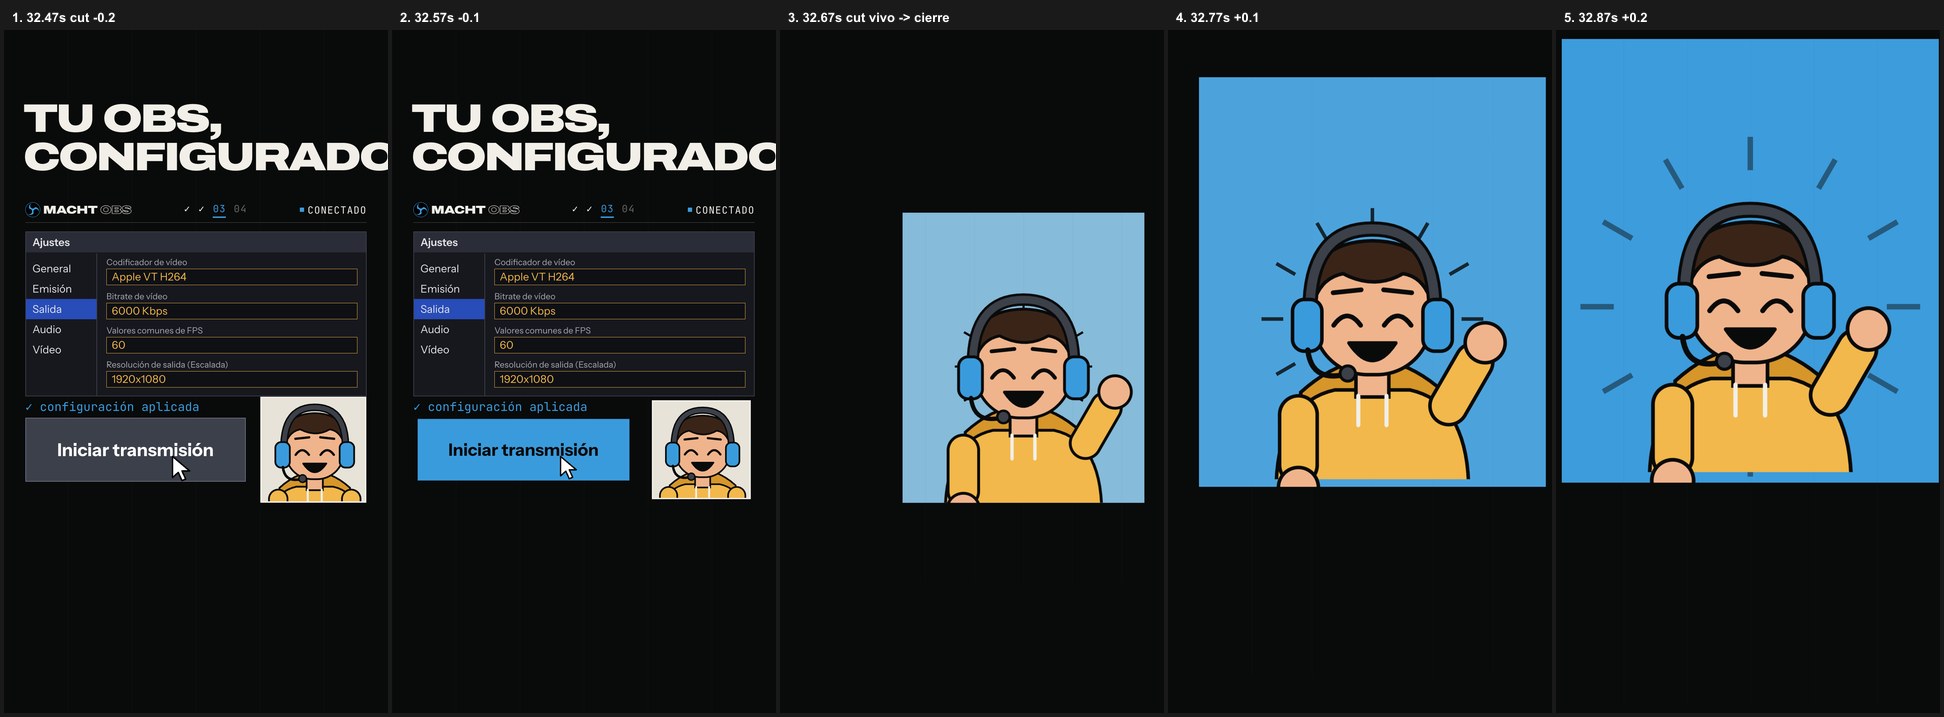 1. 32.47s cut -0.2
TU OBS,
CONFIGURADO
MACHT OBS
✓ ✓ 03 04
CONECTADO
Ajustes
General
Emisión
Salida
Audio
Vídeo
Codificador de vídeo
Apple VT H264
Bitrate de vídeo
6000 Kbps
Valores comunes de FPS
60
Resolución de salida (Escalada)
1920x1080
✓ configuración aplicada
Iniciar transmisión
2. 32.57s -0.1
TU OBS,
CONFIGURADO
MACHT OBS
✓ ✓ 03 04
CONECTADO
Ajustes
General
Emisión
Salida
Audio
Vídeo
Codificador de vídeo
Apple VT H264
Bitrate de vídeo
6000 Kbps
Valores comunes de FPS
60
Resolución de salida (Escalada)
1920x1080
✓ configuración aplicada
Iniciar transmisión
3. 32.67s cut vivo -> cierre
4. 32.77s +0.1
5. 32.87s +0.2